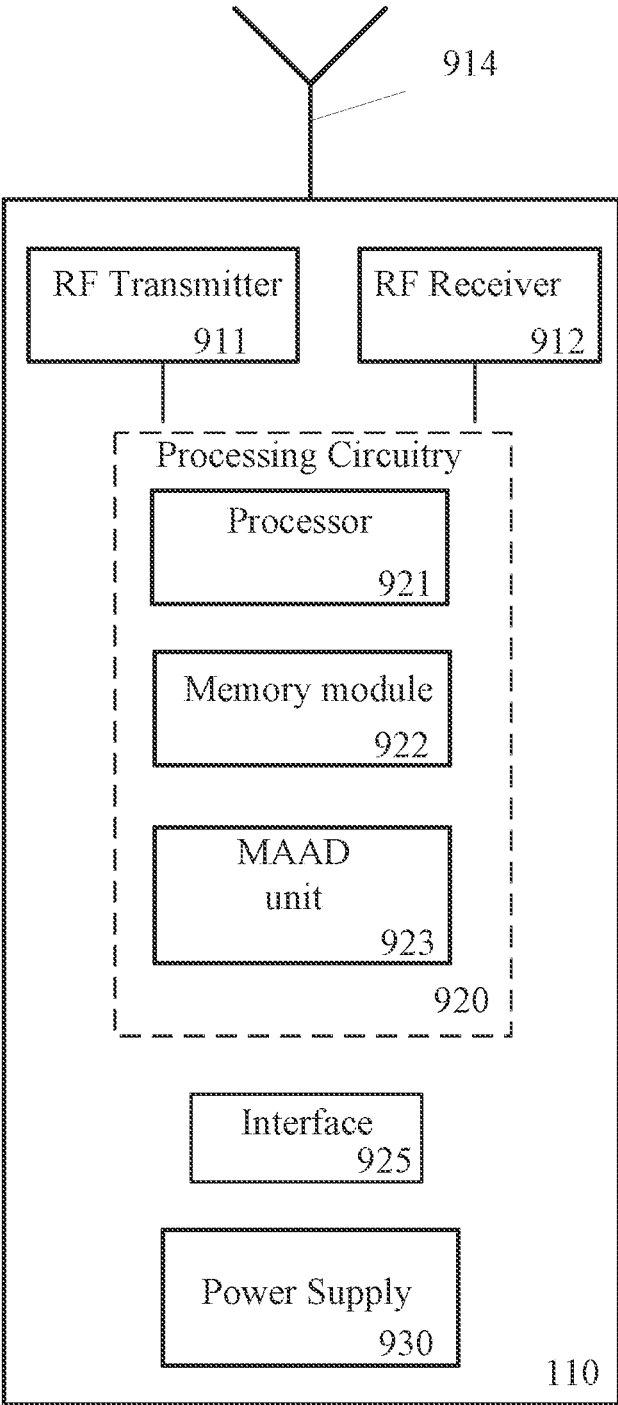 914
RF Transmitter
911
RF Receiver
912
Processing Circuitry
Processor
921
Memory module
922
MAAD
unit
923
920
Interface
925
Power Supply
930
110